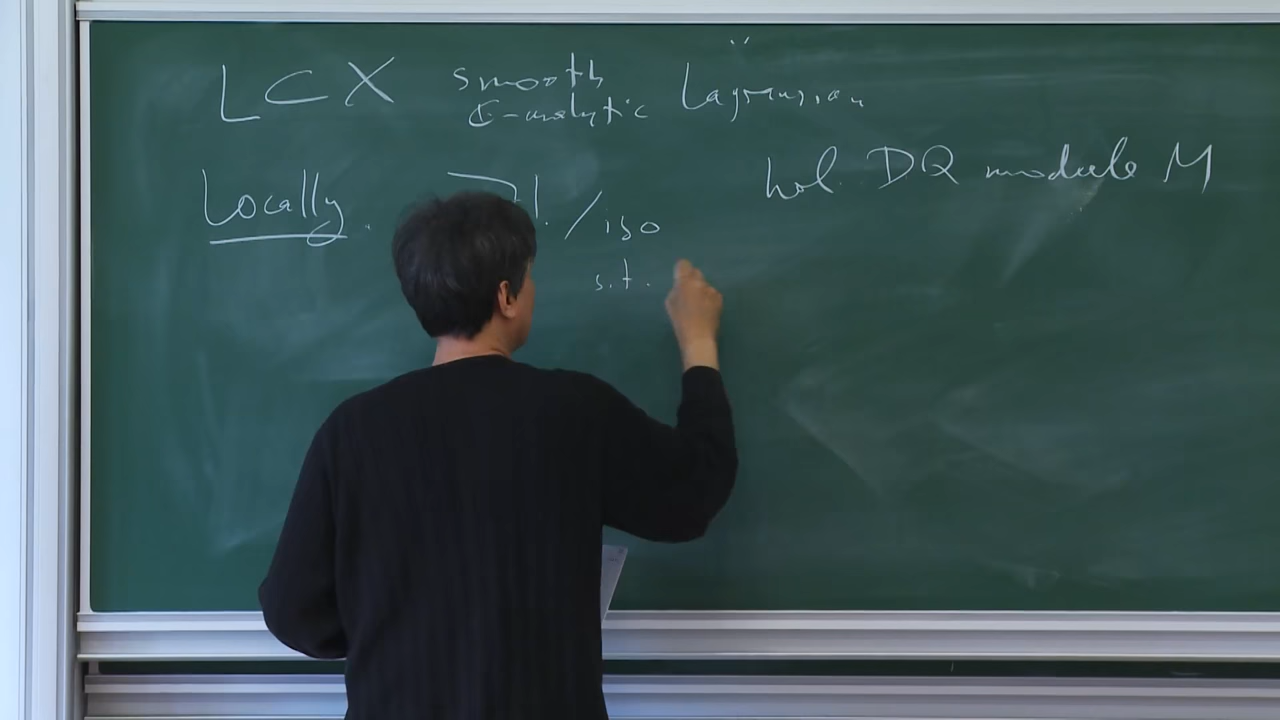 L C X smooth ℂ-analytic Lagrangian
Locally. ∃! /iso hol. DQ module M
s.t.